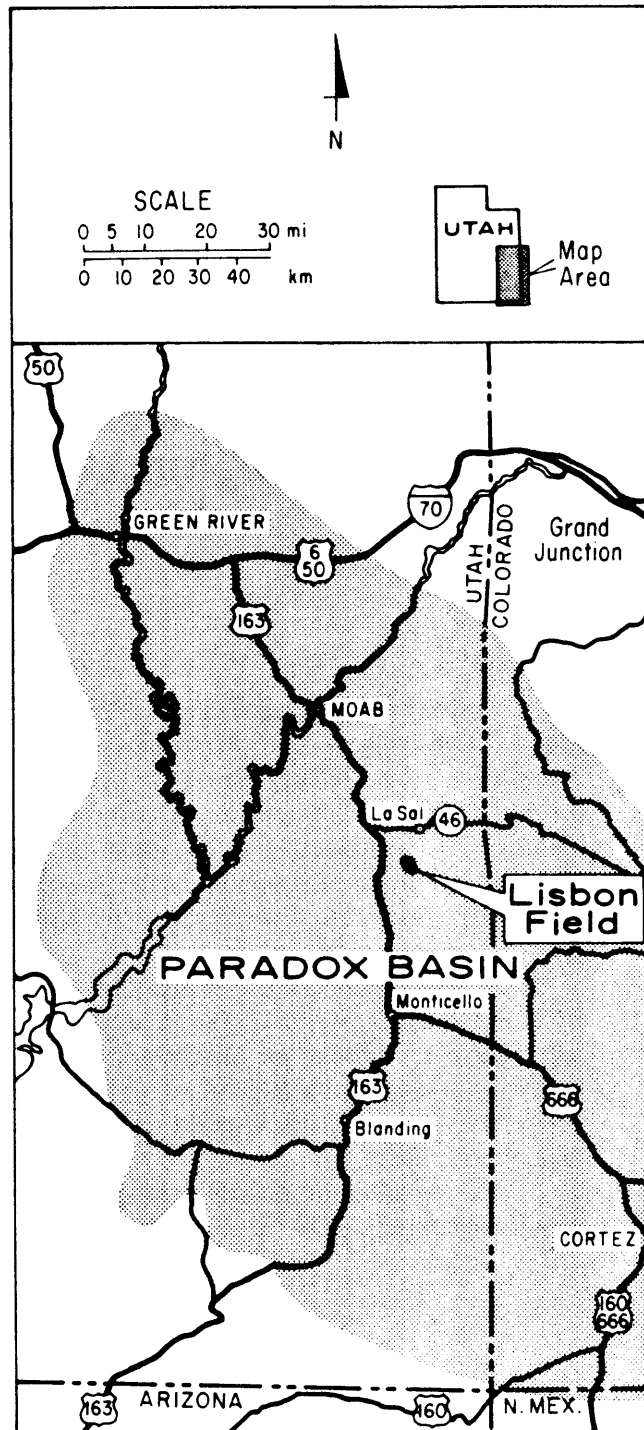 N
SCALE
0 5 10 20 30 mi
0 10 20 30 40 km
UTAH
Map
Area
50
GREEN RIVER
70
6
50
Grand
Junction
UTAH
COLORADO
163
MOAB
La Sal
46
Lisbon
Field
PARADOX BASIN
Monticello
163
666
Blanding
CORTEZ
160
666
ARIZONA
N. MEX.
163
160